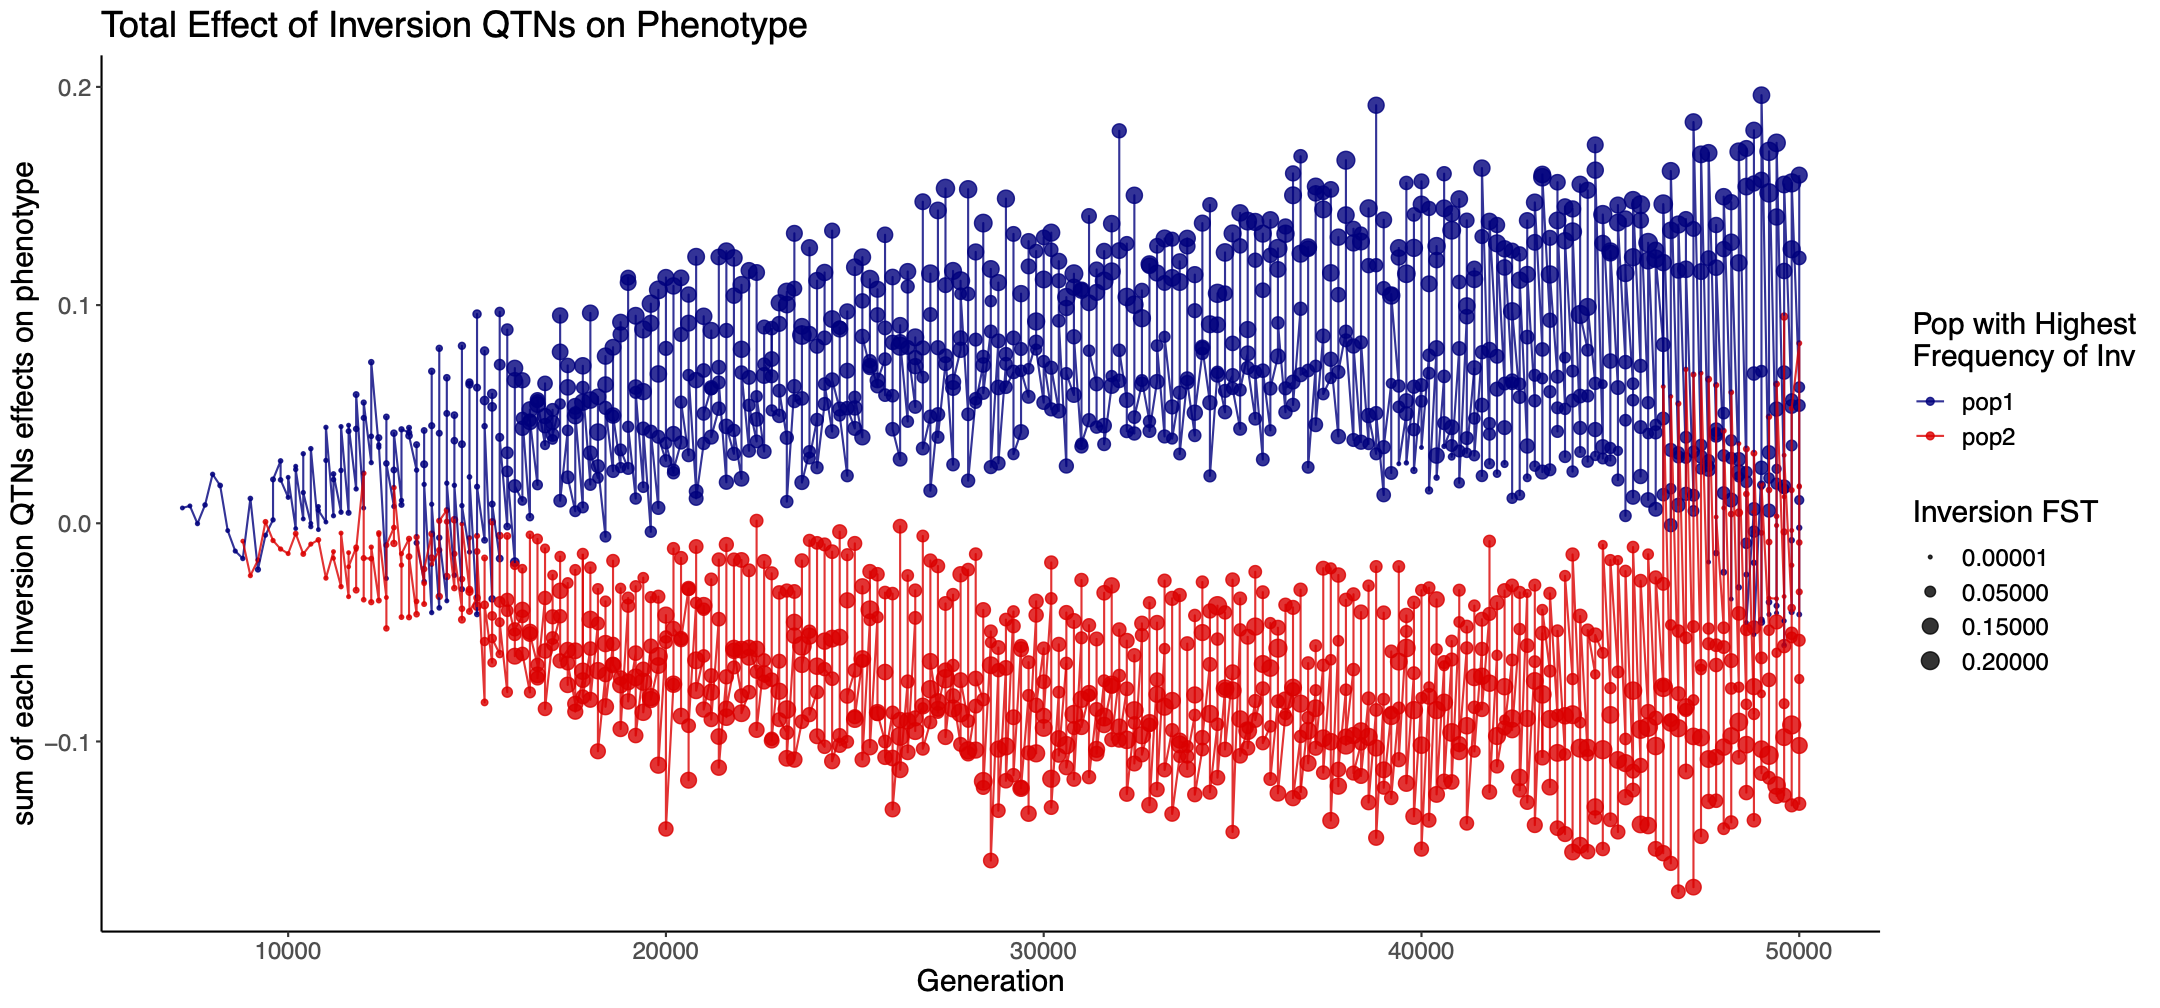 Total Effect of Inversion QTNs on Phenotype
sum of each Inversion QTNs effects on phenotype
0.2
0.1
0.0
−0.1
10000
20000
30000
40000
50000
Generation
Pop with Highest
Frequency of Inv
pop1
pop2
Inversion FST
0.00001
0.05000
0.15000
0.20000